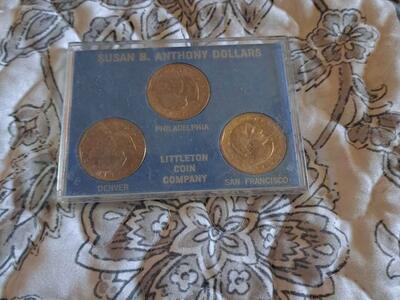 SUSAN B. ANTHONY DOLLARS
PHILADELPHIA
DENVER
LITTLETON
COIN
COMPANY
SAN FRANCISCO